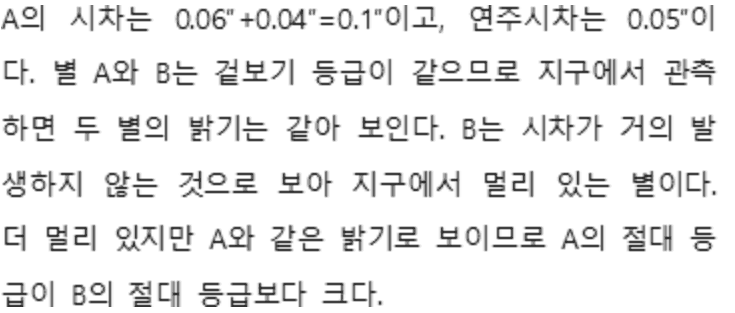 A의 시차는 0.06″+0.04″=0.1″이고, 연주시차는 0.05″이
다. 별 A와 B는 겉보기 등급이 같으므로 지구에서 관측
하면 두 별의 밝기는 같아 보인다. B는 시차가 거의 발
생하지 않는 것으로 보아 지구에서 멀리 있는 별이다.
더 멀리 있지만 A와 같은 밝기로 보이므로 A의 절대 등
급이 B의 절대 등급보다 크다.